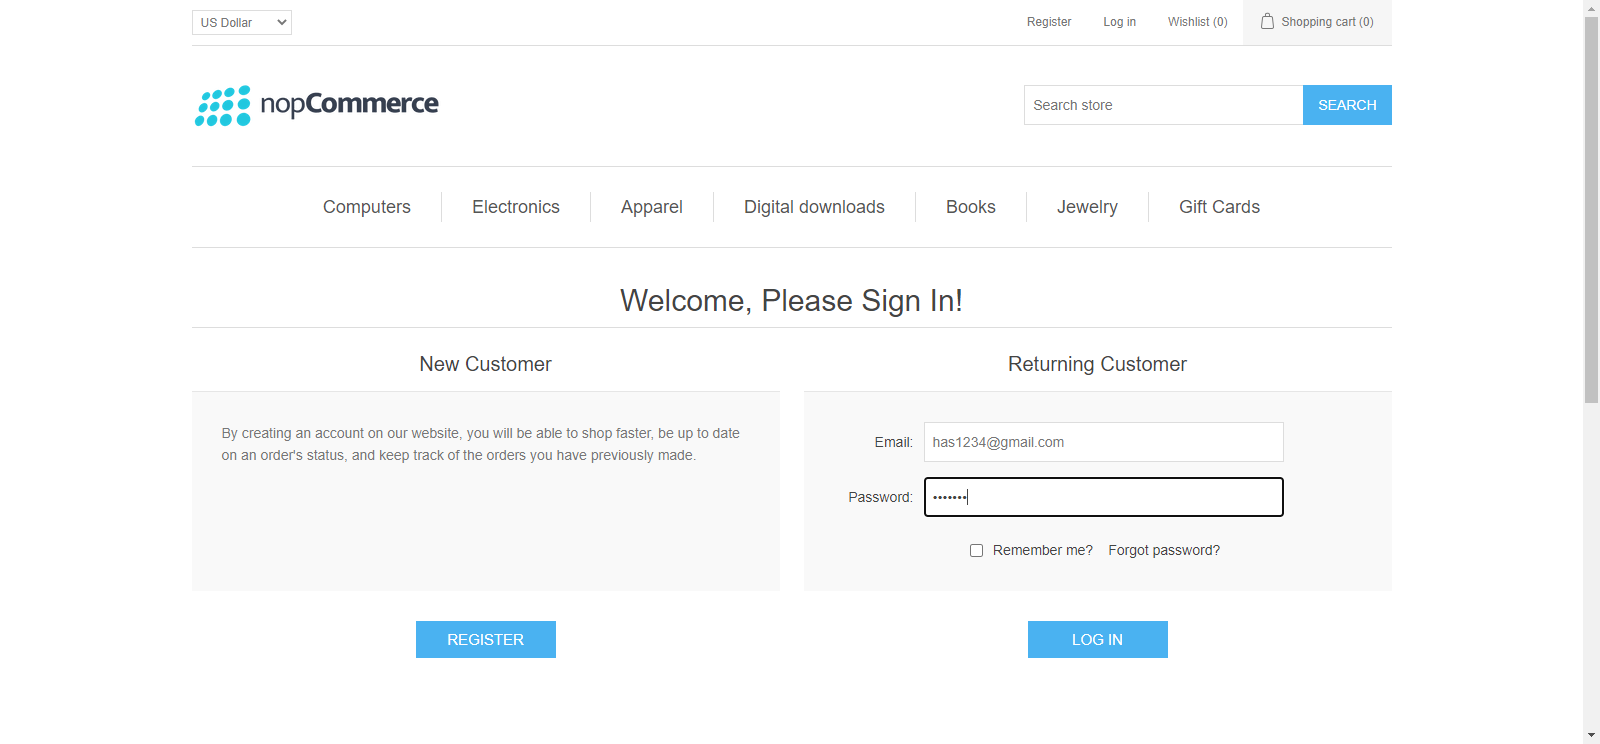 US Dollar
Register
Log in
Wishlist (0)
Shopping cart (0)
nopCommerce
Search store
SEARCH
Computers
Electronics
Apparel
Digital downloads
Books
Jewelry
Gift Cards
Welcome, Please Sign In!
New Customer
By creating an account on our website, you will be able to shop faster, be up to date
on an order's status, and keep track of the orders you have previously made.
REGISTER
Returning Customer
Email: has1234@gmail.com
Password: •••••••
Remember me? Forgot password?
LOG IN